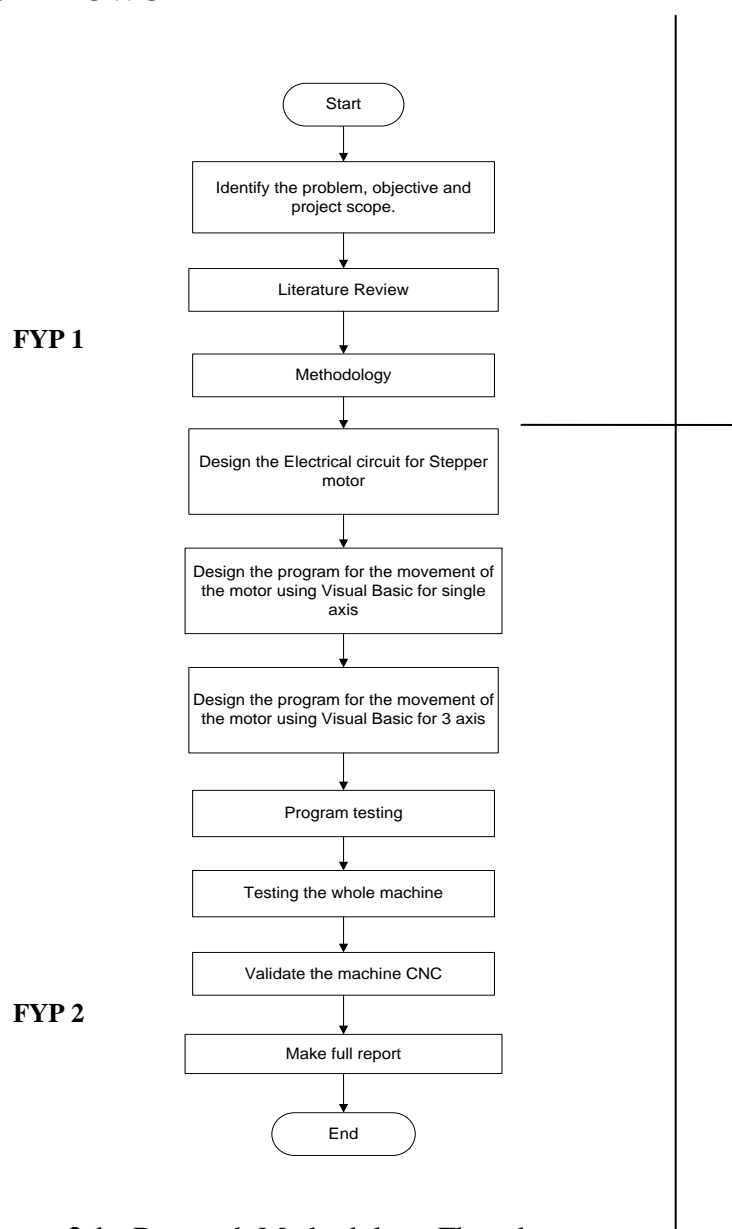 Start
Identify the problem, objective and
project scope.
Literature Review
FYP 1
Methodology
Design the Electrical circuit for Stepper
motor
Design the program for the movement of
the motor using Visual Basic for single
axis
Design the program for the movement of
the motor using Visual Basic for 3 axis
Program testing
Testing the whole machine
Validate the machine CNC
FYP 2
Make full report
End